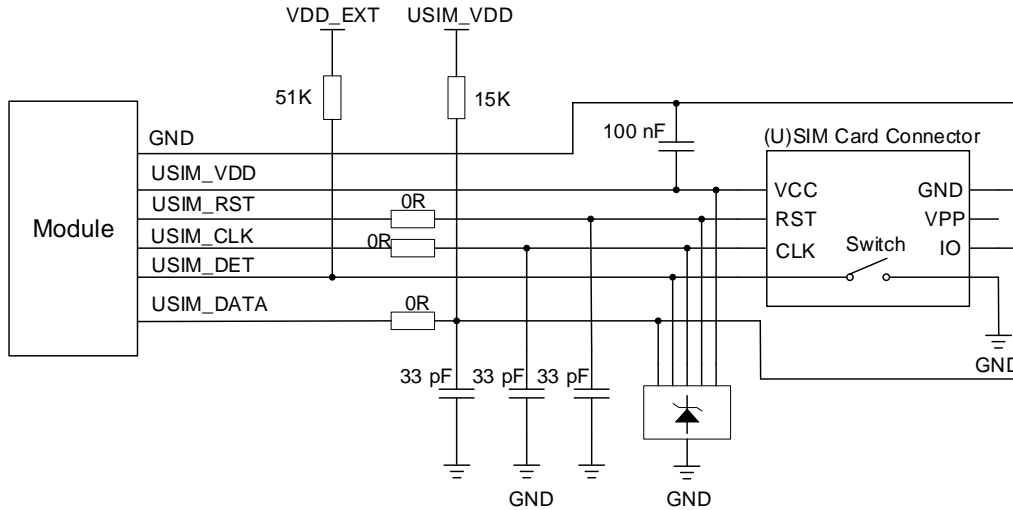 VDD_EXT USIM_VDD
51K 15K
GND
100 nF
(U)SIM Card Connector
USIM_VDD
VCC GND
USIM_RST
0R
RST VPP
Module
USIM_CLK
0R
CLK Switch IO
USIM_DET
USIM_DATA
0R
GND
33 pF 33 pF 33 pF
GND GND